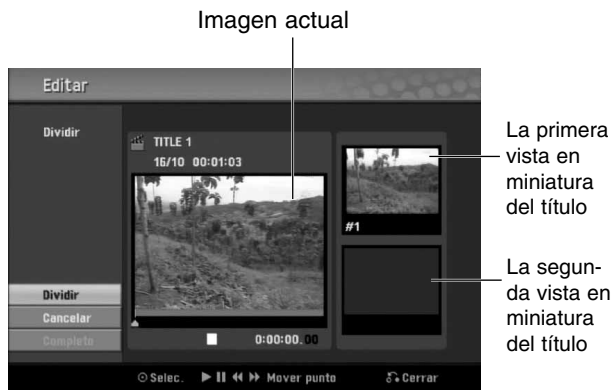 Imagen actual
Editar
Dividir
TITLE 1
16/10 00:01:03
#1
Dividir
Cancelar
Completo
0:00:00.00
Selec.
Mover punto
Cerrar
La primera
vista en
miniatura
del título
La segun-
da vista en
miniatura
del título